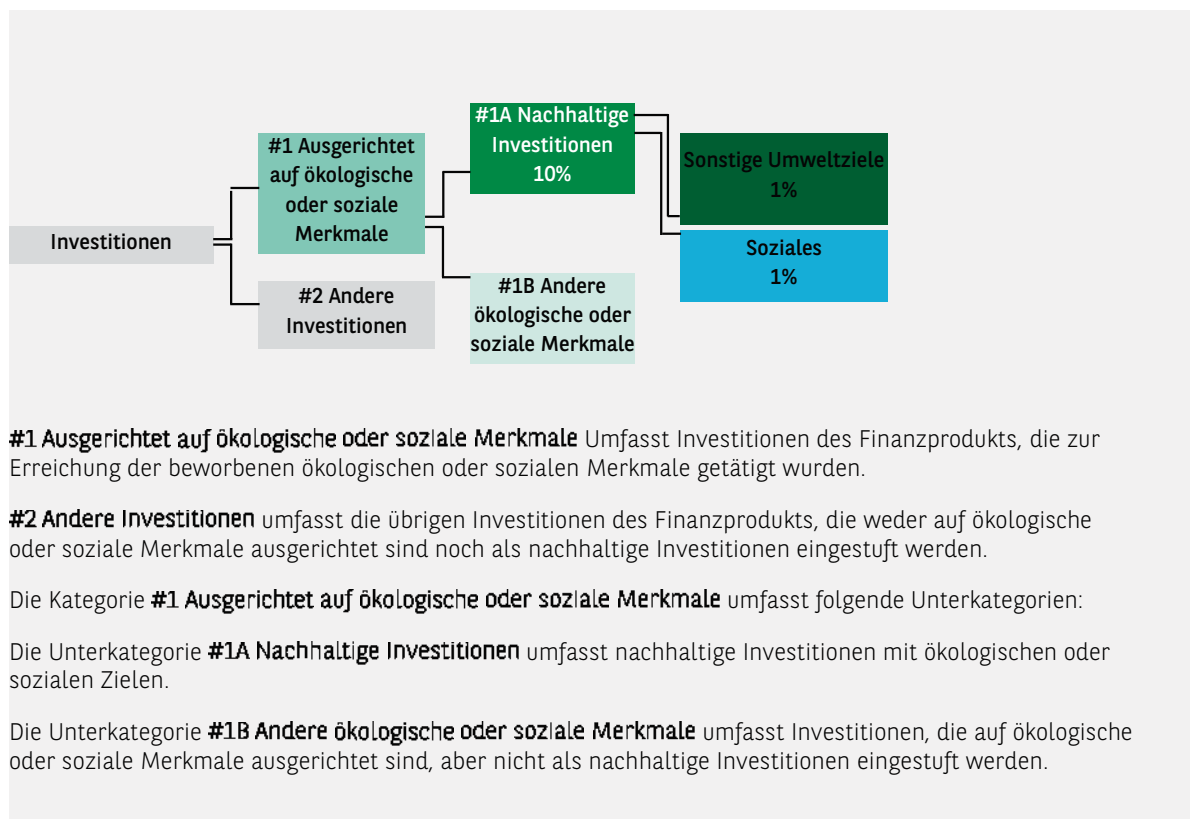 #1A Nachhaltige
Investitionen
10%
#1 Ausgerichtet
auf ökologische
oder soziale
Merkmale
Sonstige Umweltziele
1%
Investitionen
Soziales
1%
#2 Andere
Investitionen
#1B Andere
ökologische oder
soziale Merkmale
#1 Ausgerichtet auf ökologische oder soziale Merkmale Umfasst Investitionen des Finanzprodukts, die zur
Erreichung der beworbenen ökologischen oder sozialen Merkmale getätigt wurden.
#2 Andere Investitionen umfasst die übrigen Investitionen des Finanzprodukts, die weder auf ökologische
oder soziale Merkmale ausgerichtet sind noch als nachhaltige Investitionen eingestuft werden.
Die Kategorie #1 Ausgerichtet auf ökologische oder soziale Merkmale umfasst folgende Unterkategorien:
Die Unterkategorie #1A Nachhaltige Investitionen umfasst nachhaltige Investitionen mit ökologischen oder
sozialen Zielen.
Die Unterkategorie #1B Andere ökologische oder soziale Merkmale umfasst Investitionen, die auf ökologische
oder soziale Merkmale ausgerichtet sind, aber nicht als nachhaltige Investitionen eingestuft werden.